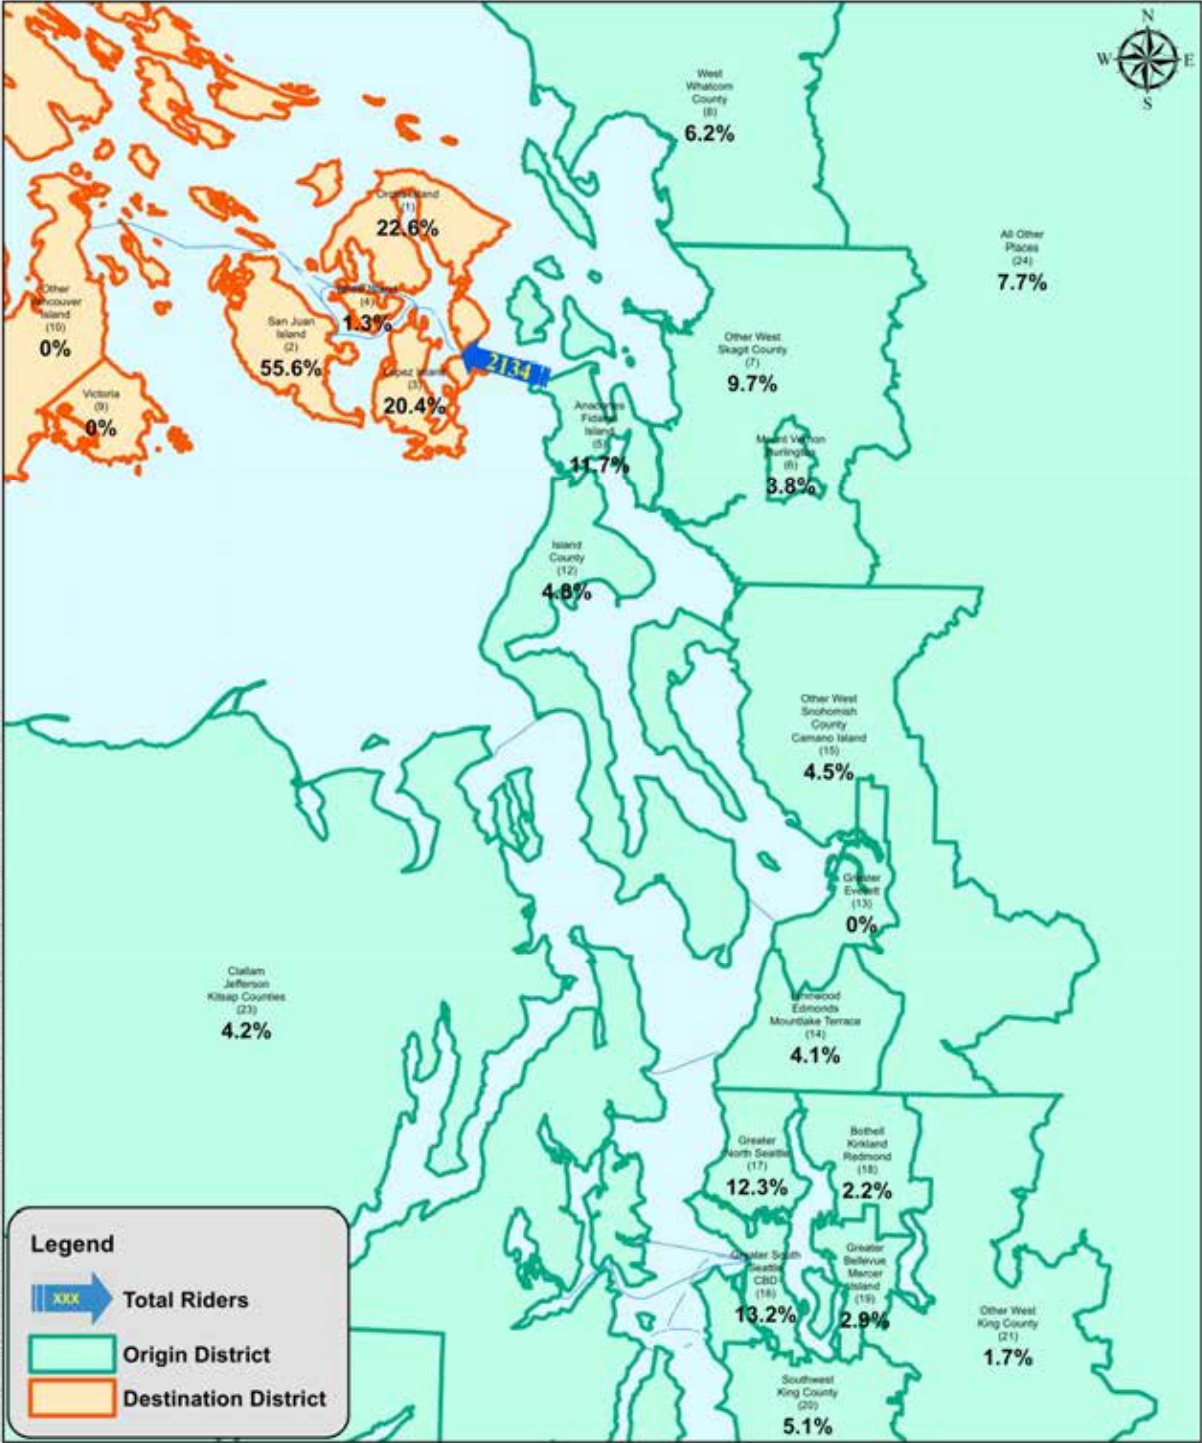 N
W
E
S
West
Whatcom
County
(8)
6.2%
Orcas Island
(1)
22.6%
All Other
Places
(24)
7.7%
Other
Vancouver
Island
(10)
0%
(4)
1.3%
San Juan
Island
(2)
55.6%
2134
Other West
Skagit County
(7)
9.7%
Lopez Island
(3)
20.4%
Victoria
(9)
0%
Anacortes
Fidalgo
Island
(5)
11.7%
Mount Vernon
Burlington
(6)
3.8%
Island
County
(12)
4.8%
Other West
Snohomish
County
Camano Island
(15)
4.5%
Greater
Everett
(13)
0%
Clallam
Jefferson
Kitsap Counties
(23)
4.2%
Lynnwood
Edmonds
Mountlake Terrace
(14)
4.1%
Greater
North Seattle
(17)
12.3%
Bothell
Kirkland
Redmond
(18)
2.2%
Greater South
Seattle
CBD
(16)
13.2%
Greater
Bellevue
Mercer
Island
(19)
2.9%
Other West
King County
(21)
1.7%
Southwest
King County
(20)
5.1%
Legend
XXX
Total Riders
Origin District
Destination District